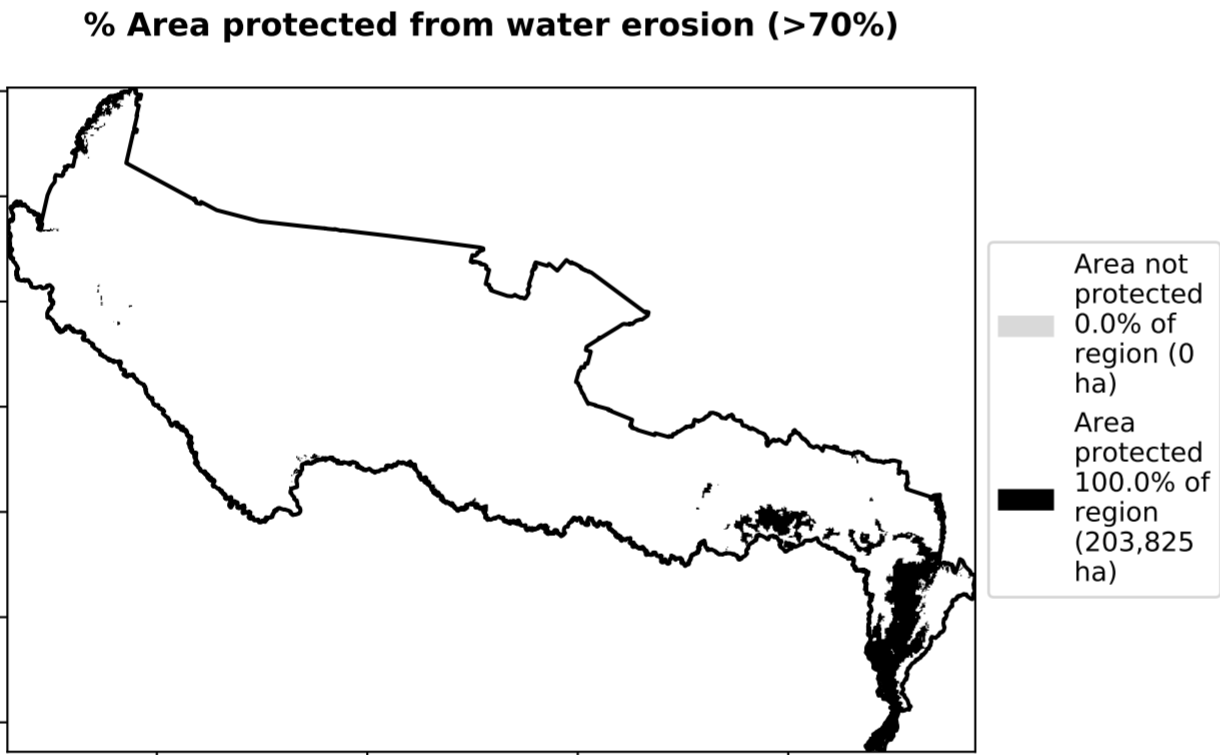 % Area protected from water erosion (>70%)
Area not
protected
0.0% of
region (0
ha)
Area
protected
100.0% of
region
(203,825
ha)